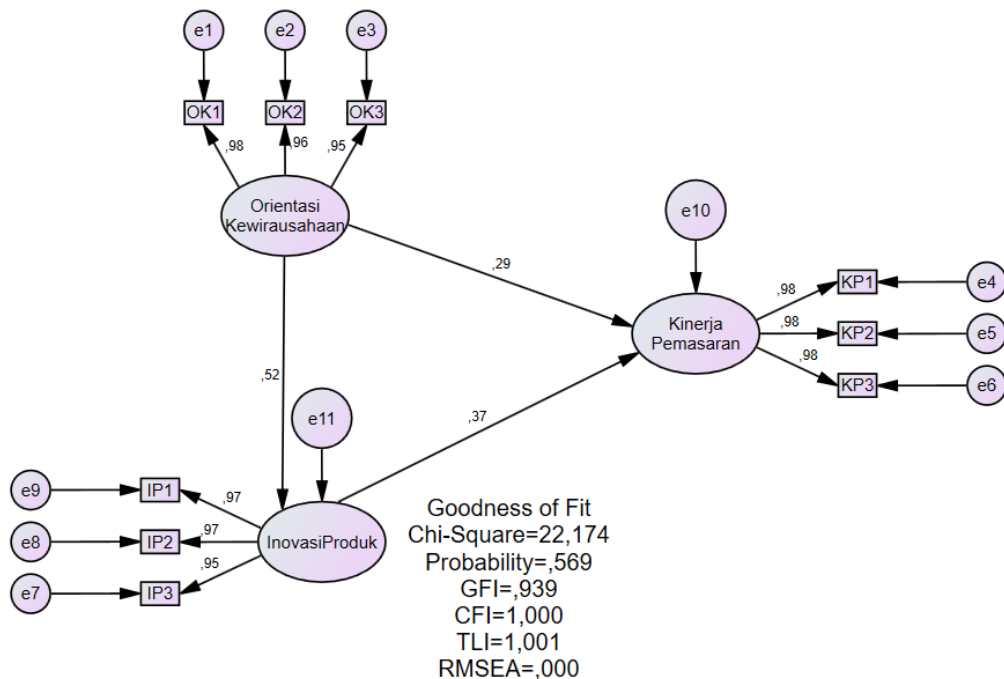 e1
e2
e3
OK1
OK2
OK3
,98
,96
,95
Orientasi
Kewirausahaan
e10
,29
KP1
e4
,98
Kinerja
Pemasaran
,98
KP2
e5
,98
KP3
e6
,52
e11
,37
e9
IP1
,97
e8
IP2
,97
InovasiProduk
e7
IP3
,95
Goodness of Fit
Chi-Square=22,174
Probability=,569
GFI=,939
CFI=1,000
TLI=1,001
RMSEA=,000